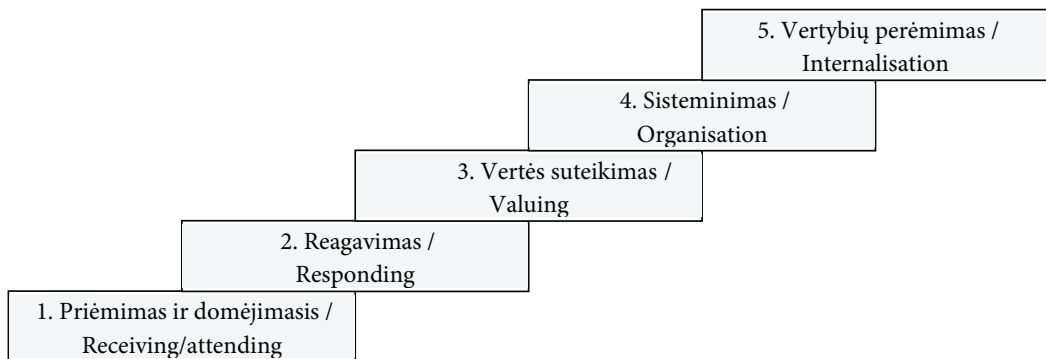 5. Vertybių perėmimas /
Internalisation
4. Sisteminimas /
Organisation
3. Vertės suteikimas /
Valuing
2. Reagavimas /
Responding
1. Priėmimas ir domėjimasis /
Receiving/attending